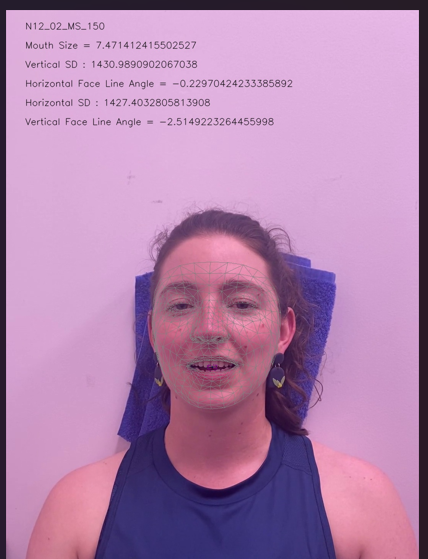 N12_02_MS_150
Mouth Size = 7.471412415502527
Vertical SD : 1430.9890902067038
Horizontal Face Line Angle = −0.22970424233385892
Horizontal SD : 1427.4032805813908
Vertical Face Line Angle = −2.5149223264455998